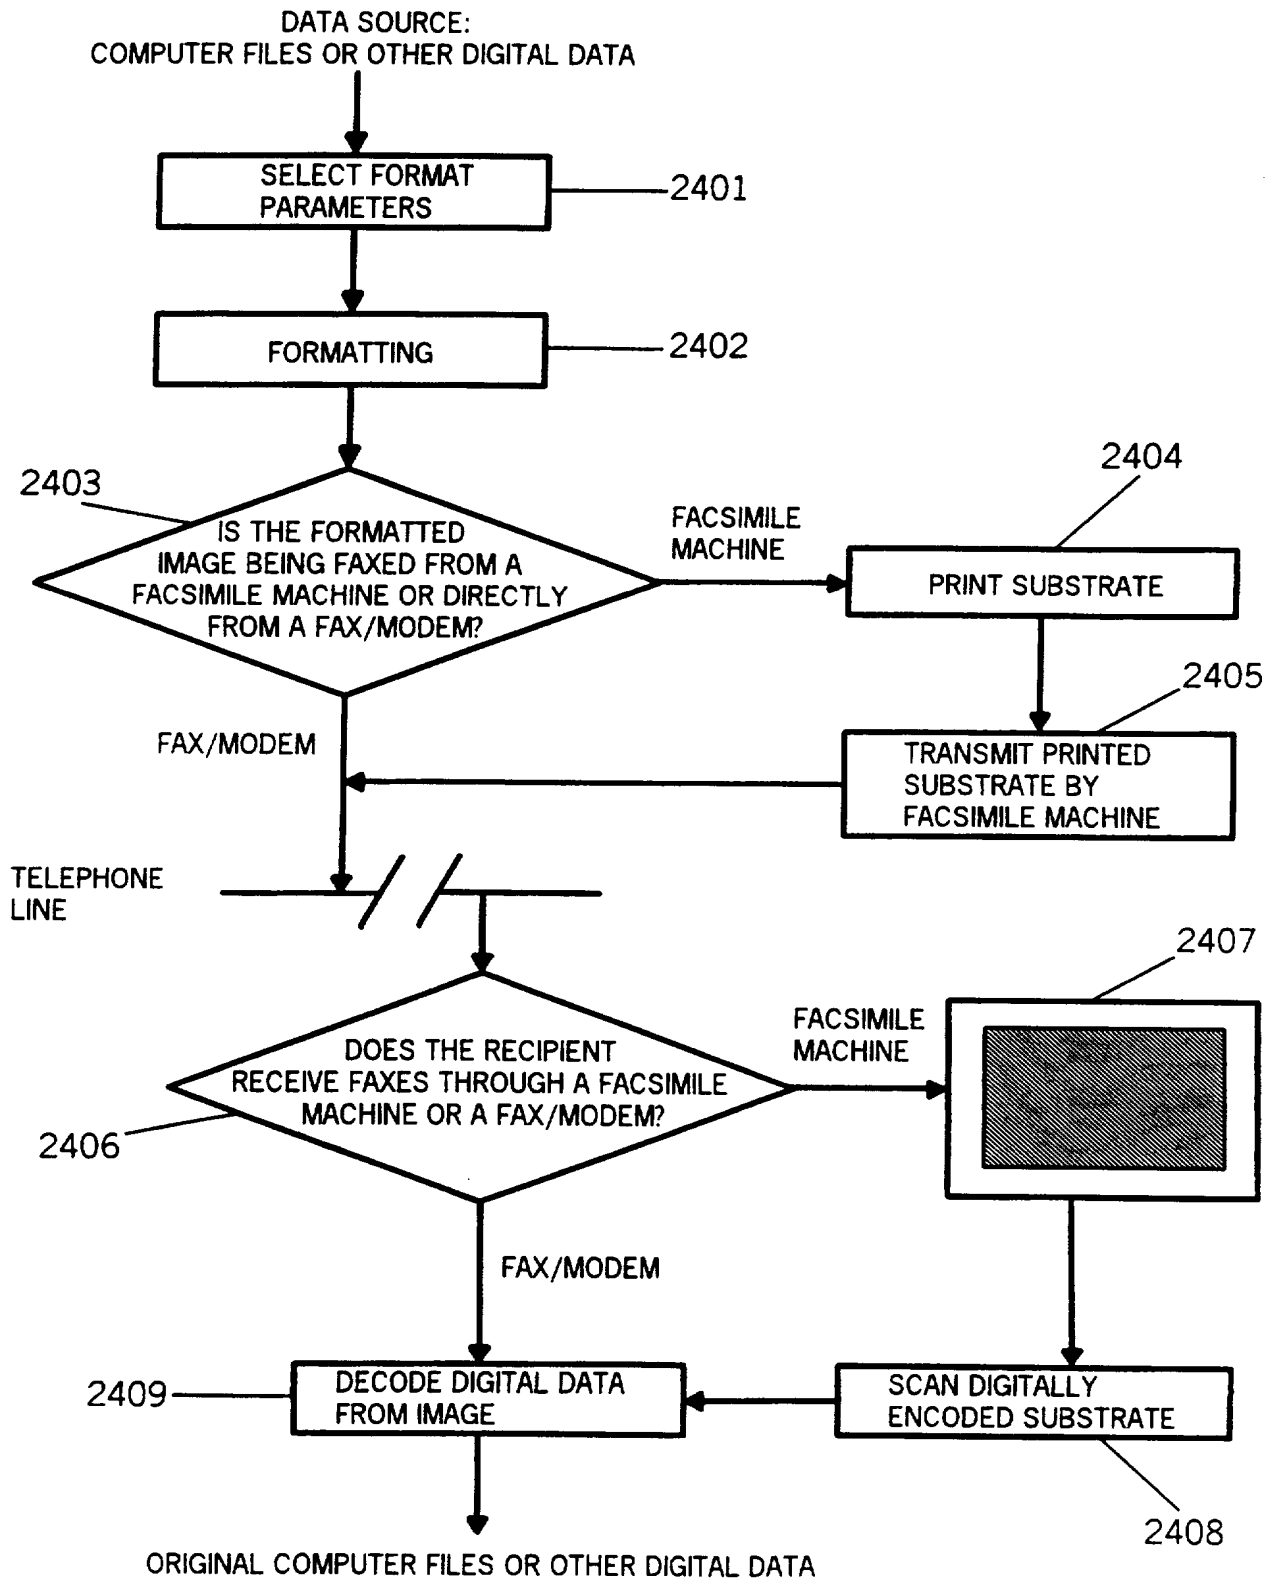 DATA SOURCE:
COMPUTER FILES OR OTHER DIGITAL DATA
SELECT FORMAT
PARAMETERS
2401
FORMATTING
2402
2403
IS THE FORMATTED
IMAGE BEING FAXED FROM A
FACSIMILE MACHINE OR DIRECTLY
FROM A FAX/MODEM?
FACSIMILE
MACHINE
2404
PRINT SUBSTRATE
2405
TRANSMIT PRINTED
SUBSTRATE BY
FACSIMILE MACHINE
FAX/MODEM
TELEPHONE
LINE
2406
DOES THE RECIPIENT
RECEIVE FAXES THROUGH A FACSIMILE
MACHINE OR A FAX/MODEM?
FACSIMILE
MACHINE
2407
FAX/MODEM
2409
DECODE DIGITAL DATA
FROM IMAGE
SCAN DIGITALLY
ENCODED SUBSTRATE
2408
ORIGINAL COMPUTER FILES OR OTHER DIGITAL DATA